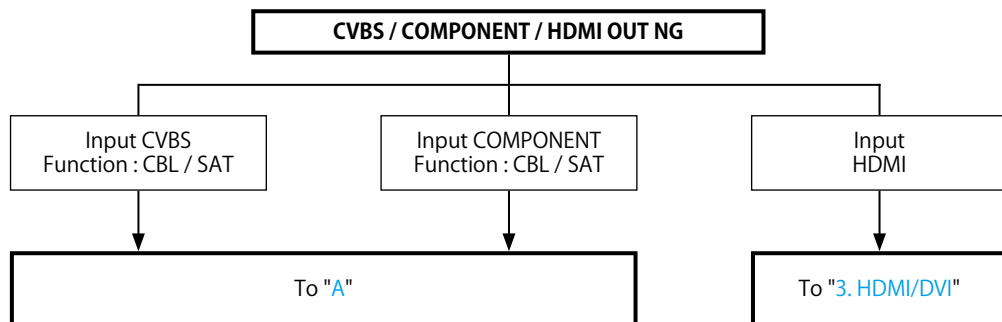 CVBS / COMPONENT / HDMI OUT NG
Input CVBS
Function : CBL / SAT
Input COMPONENT
Function : CBL / SAT
Input
HDMI
To "A"
To "3. HDMI/DVI"